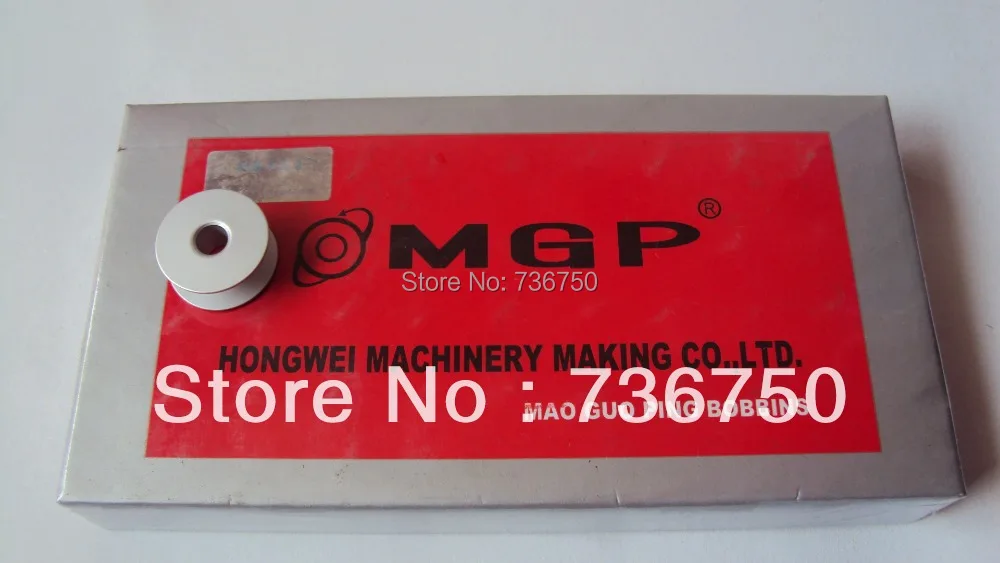 MGP®
Store No: 736750
HONGWEI MACHINERY MAKING CO.,LTD.
Store No : 736750
MAO GUO PING BOBBINS